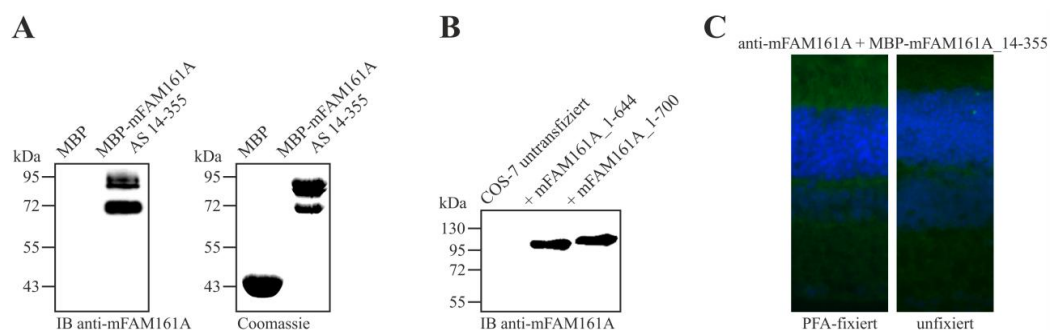 A
MBP
MBP-mFAM161A
AS 14-355
kDa
95
72
55
43
IB anti-mFAM161A
MBP
MBP-mFAM161A
AS 14-355
kDa
95
72
55
43
Coomassie
B
COS-7 untransfiziert
+ mFAM161A_1-644
+ mFAM161A_1-700
kDa
130
95
72
55
IB anti-mFAM161A
C
anti-mFAM161A + MBP-mFAM161A_14-355
PFA-fixiert
unfixiert